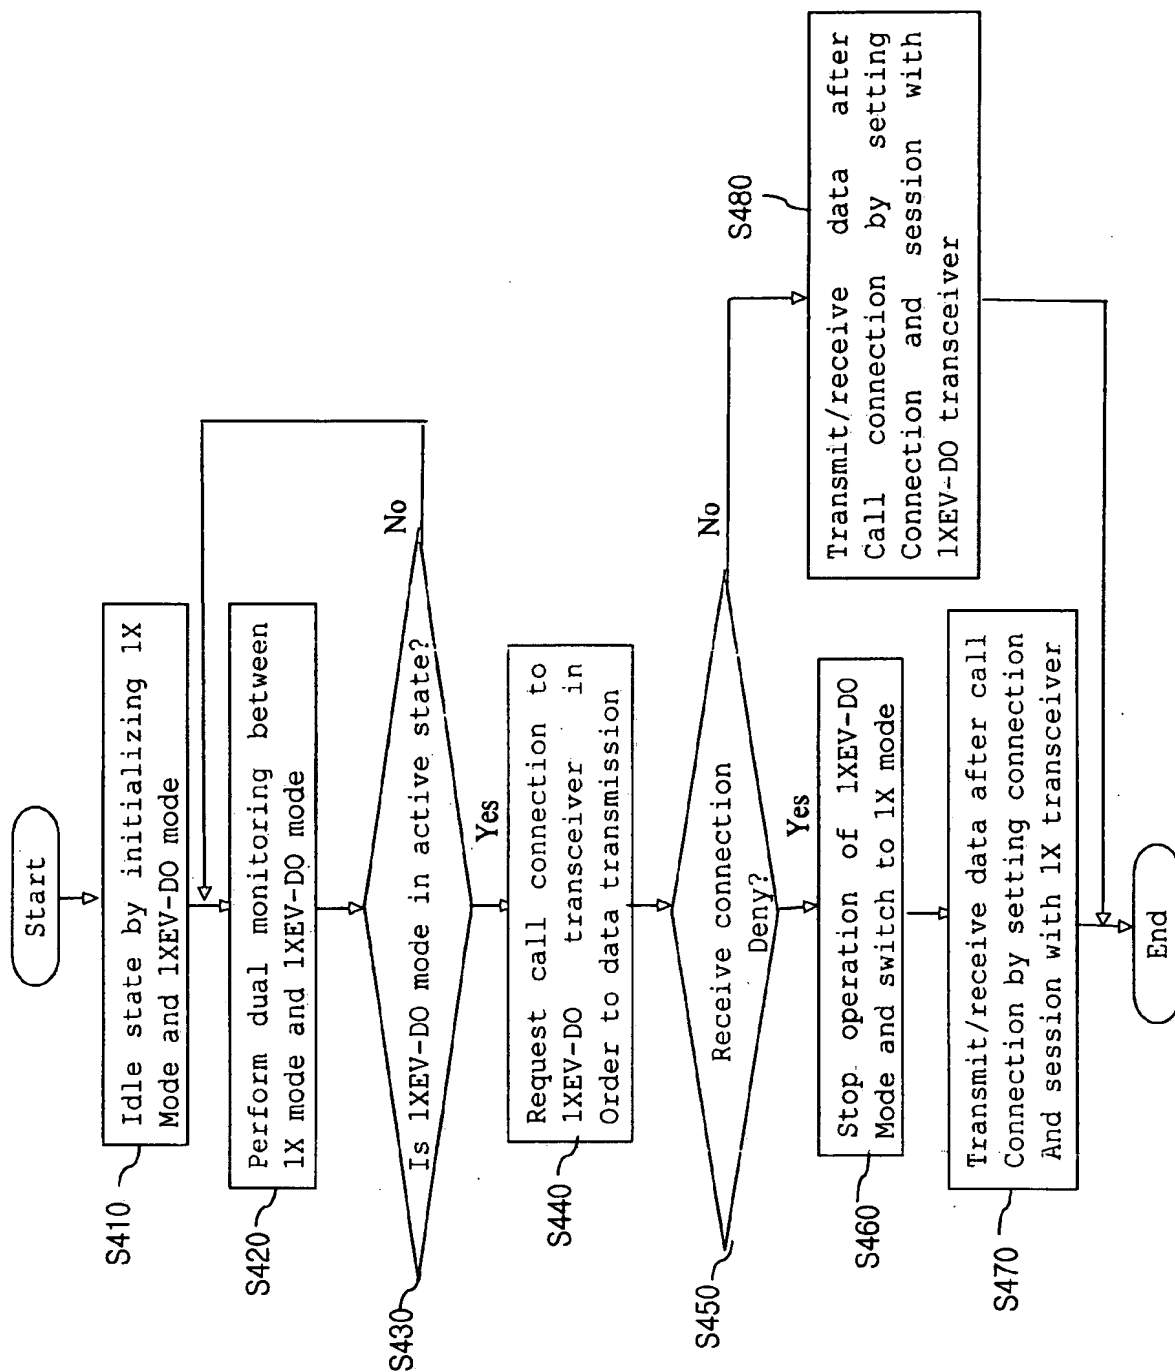 Start
S410
Idle state by initializing 1X
Mode and 1XEV-DO mode
S420
Perform dual monitoring between
1X mode and 1XEV-DO mode
S430
Is 1XEV-DO mode in active state?
No
Yes
S440
Request call connection to
1XEV-DO transceiver in
Order to data transmission
S450
Receive connection
Deny?
No
Yes
S460
Stop operation of 1XEV-DO
Mode and switch to 1X mode
S480
Transmit/receive data after
Call connection by setting
Connection and session with
1XEV-DO transceiver
S470
Transmit/receive data after call
Connection by setting connection
And session with 1X transceiver
End